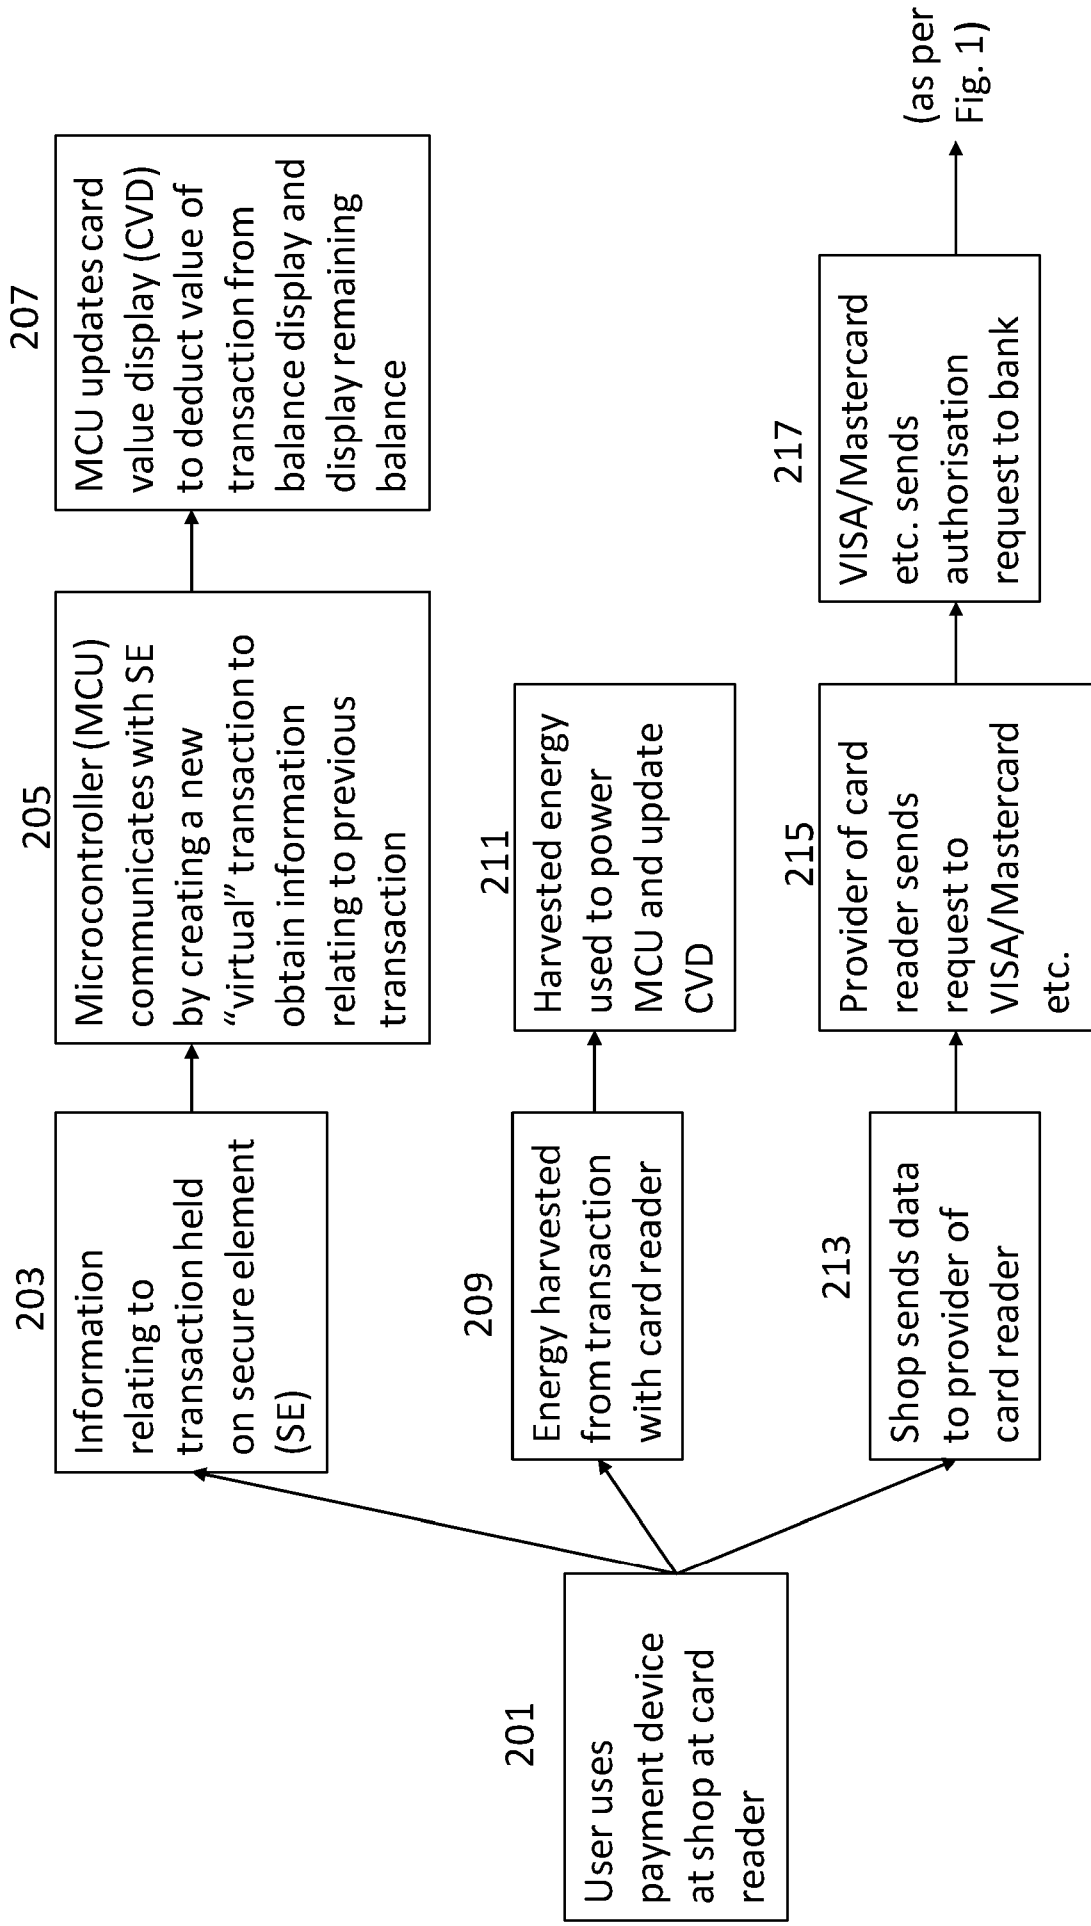 201
User uses
payment device
at shop at card
reader
203
Information
relating to
transaction held
on secure element
(SE)
205
Microcontroller (MCU)
communicates with SE
by creating a new
“virtual” transaction to
obtain information
relating to previous
transaction
207
MCU updates card
value display (CVD)
to deduct value of
transaction from
balance display and
display remaining
balance
209
Energy harvested
from transaction
with card reader
211
Harvested energy
used to power
MCU and update
CVD
213
Shop sends data
to provider of
card reader
215
Provider of card
reader sends
request to
VISA/Mastercard
etc.
217
VISA/Mastercard
etc. sends
authorisation
request to bank
(as per
Fig. 1)